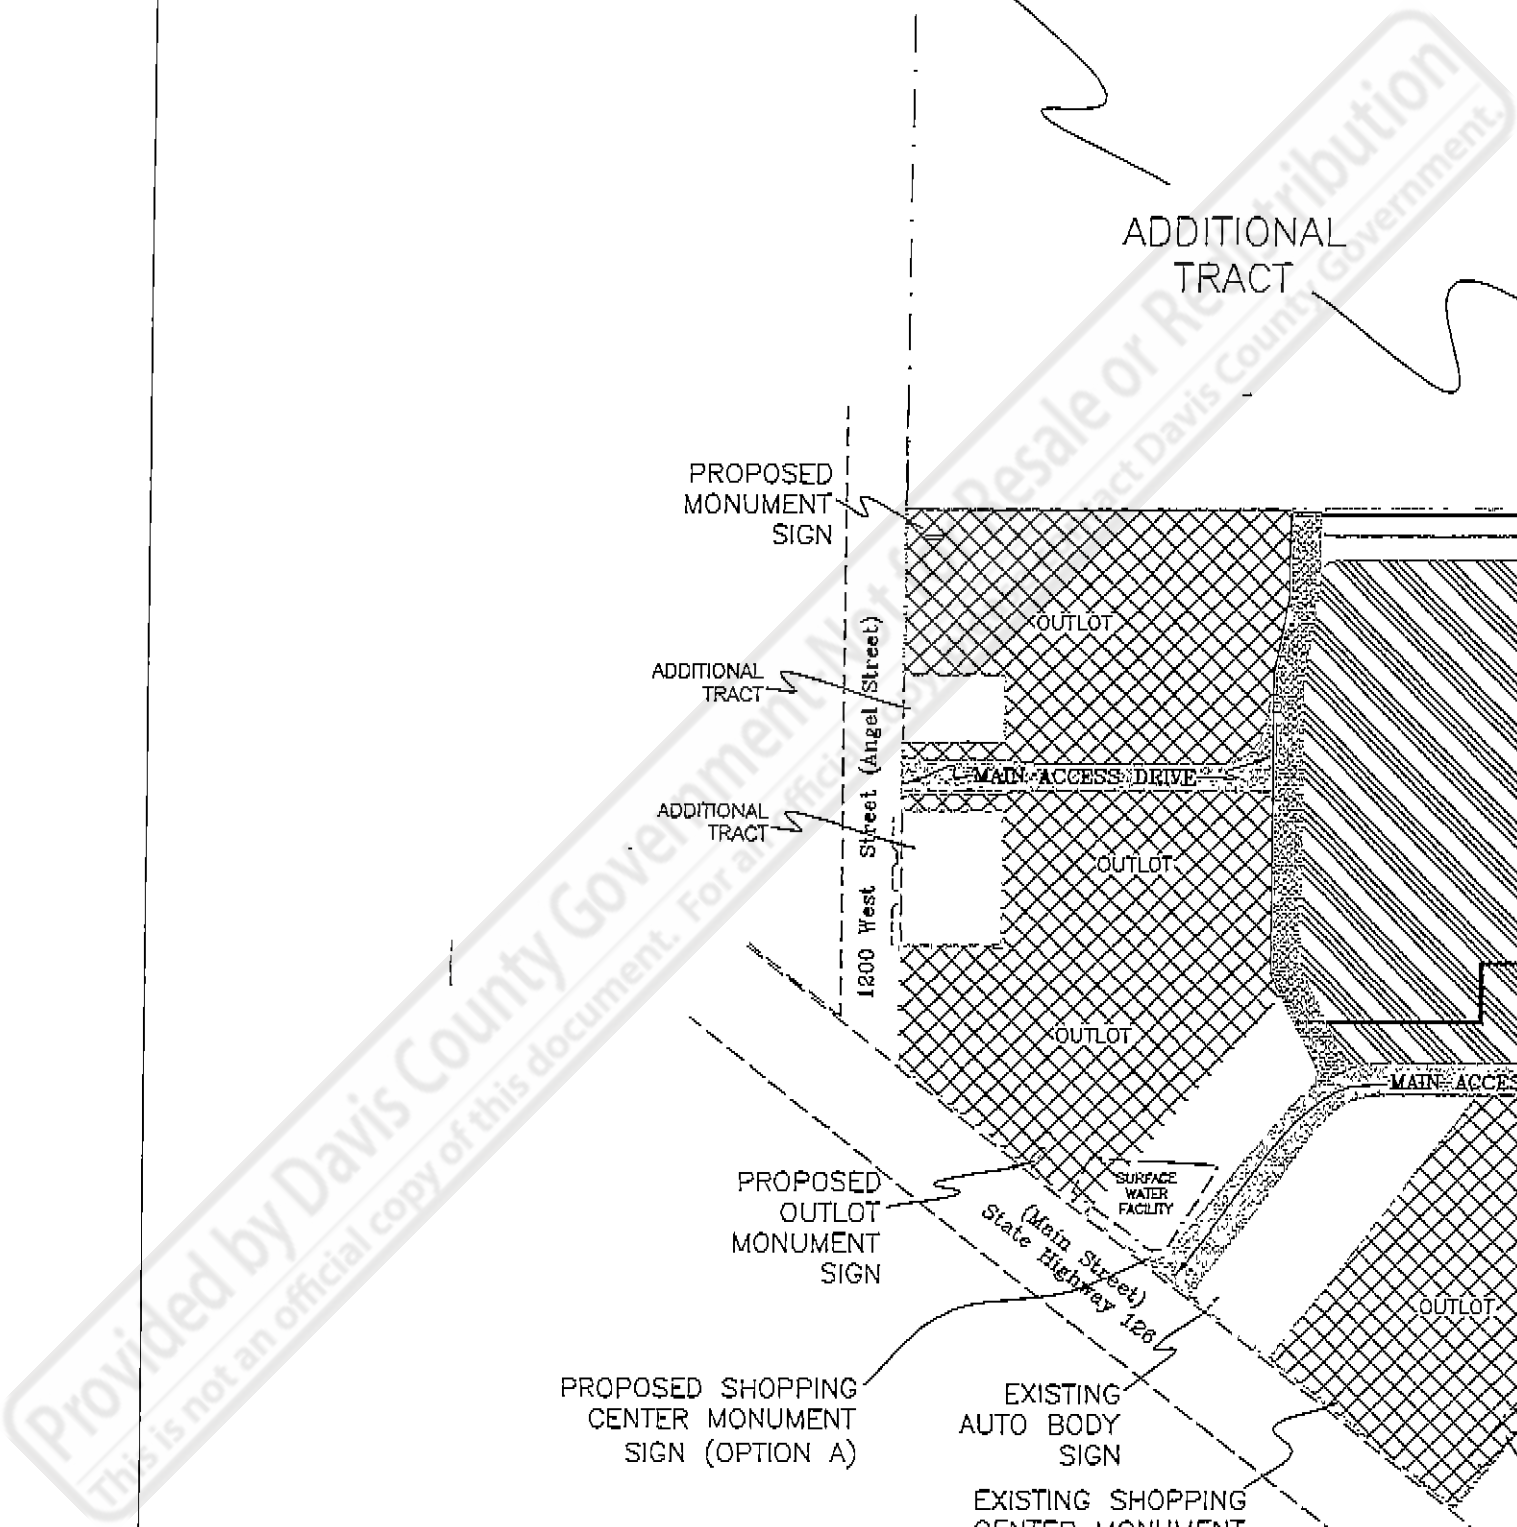 ADDITIONAL
TRACT
PROPOSED
MONUMENT
SIGN
OUTLOT
ADDITIONAL
TRACT
1200 West Street (Angel Street)
MAIN ACCESS DRIVE
ADDITIONAL
TRACT
OUTLOT
OUTLOT
MAIN ACCES
PROPOSED
OUTLOT
MONUMENT
SIGN
SURFACE
WATER
FACILITY
(Main Street)
State Highway 126
OUTLOT
PROPOSED SHOPPING
CENTER MONUMENT
SIGN (OPTION A)
EXISTING
AUTO BODY
SIGN
EXISTING SHOPPING
CENTER MONUMENT
Provided by Davis County Government. Not for Resale or Redistribution
This is not an official copy of this document. For an official copy contact Davis County Government.